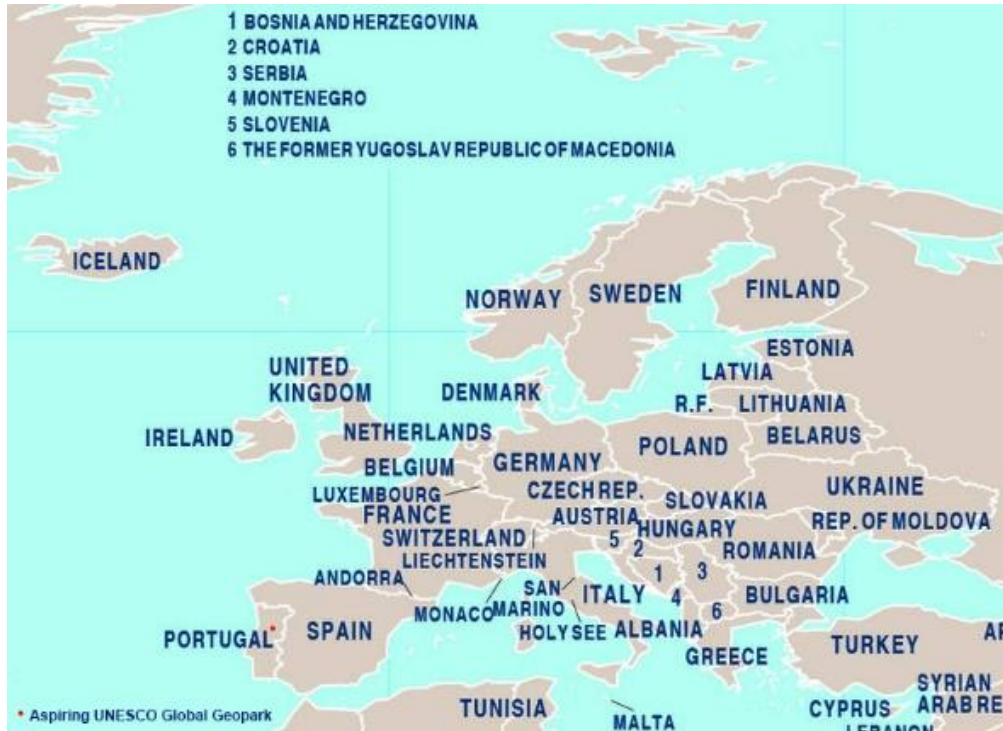 1 BOSNIA AND HERZEGOVINA
2 CROATIA
3 SERBIA
4 MONTENEGRO
5 SLOVENIA
6 THE FORMER YUGOSLAV REPUBLIC OF MACEDONIA
ICELAND
NORWAY
SWEDEN
FINLAND
ESTONIA
UNITED
KINGDOM
LATVIA
DENMARK
R.F.
LITHUANIA
IRELAND
NETHERLANDS
POLAND
BELARUS
BELGIUM
GERMANY
LUXEMBOURG
CZECH REP.
SLOVAKIA
UKRAINE
FRANCE
AUSTRIA
HUNGARY
REP. OF MOLDOVA
SWITZERLAND
5
2
ROMANIA
LIECHTENSTEIN
ANDORRA
1
3
MONACO
SAN
MARINO
ITALY
4
BULGARIA
6
PORTUGAL
SPAIN
HOLY SEE
ALBANIA
GREECE
TURKEY
SYRIAN
ARAB RE
TUNISIA
CYPRUS
MALTA
• Aspiring UNESCO Global Geopark